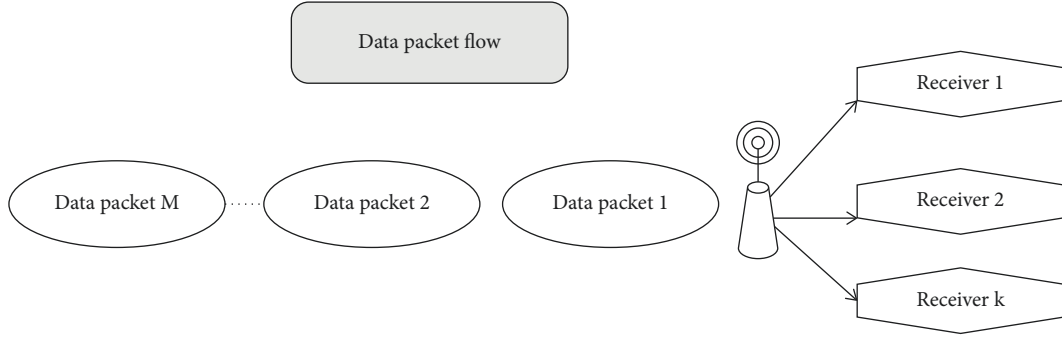 Data packet flow
Receiver 1
Data packet M
Data packet 2
Data packet 1
Receiver 2
Receiver k